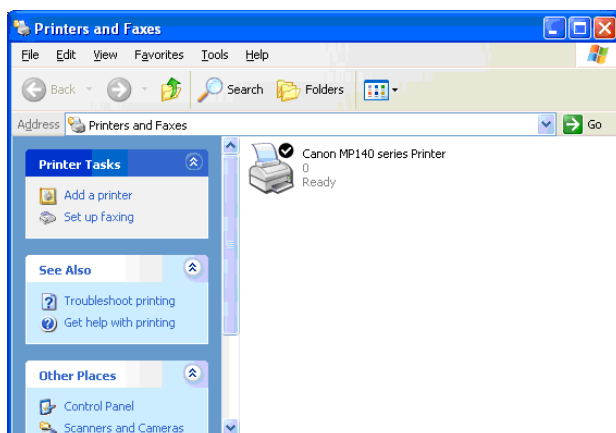 Printers and Faxes
File Edit View Favorites Tools Help
Back Search Folders
Address Printers and Faxes Go
Printer Tasks
Add a printer
Set up faxing
See Also
Troubleshoot printing
Get help with printing
Other Places
Control Panel
Scanners and Cameras
Canon MP140 series Printer
0
Ready